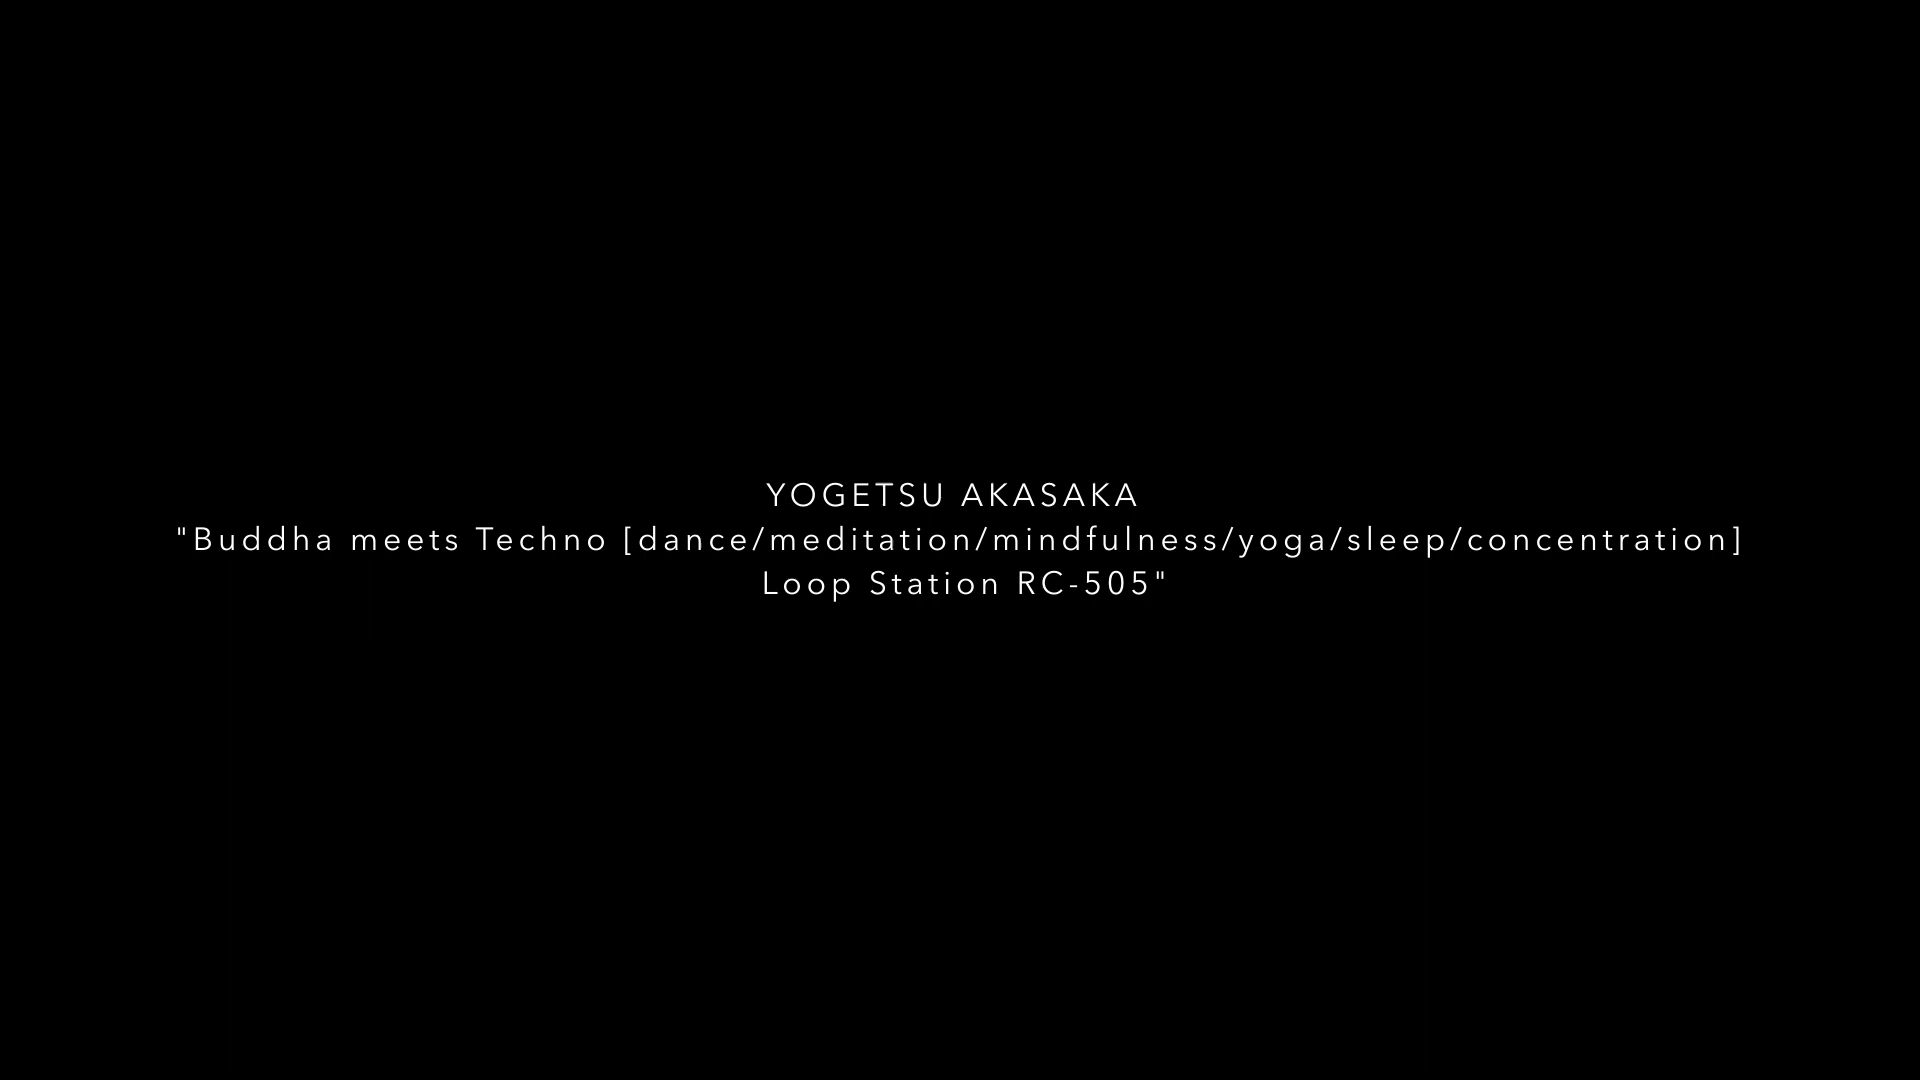 YOGETSU AKASAKA
"Buddha meets Techno [dance/meditation/mindfulness/yoga/sleep/concentration]
Loop Station RC-505"